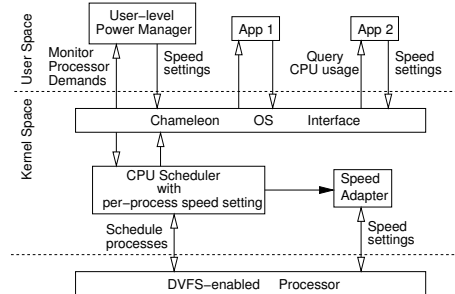 User Space
Kernel Space
User-level
Power Manager
App 1
App 2
Monitor
Processor
Demands
Speed
settings
Query
CPU usage
Speed
settings
Chameleon OS Interface
CPU Scheduler
with
per-process speed setting
Speed
Adapter
Schedule
processes
Speed
settings
DVFS-enabled Processor